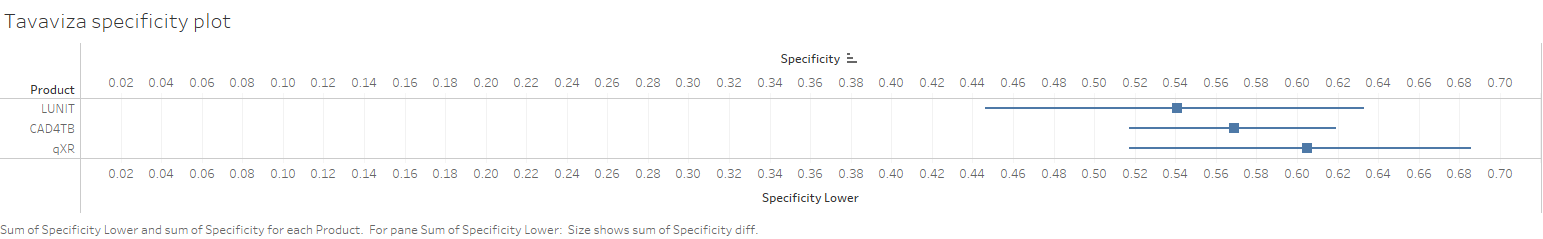 Tavaviza specificity plot
Specificity
Product
0.02 0.04 0.06 0.08 0.10 0.12 0.14 0.16 0.18 0.20 0.22 0.24 0.26 0.28 0.30 0.32 0.34 0.36 0.38 0.40 0.42 0.44 0.46 0.48 0.50 0.52 0.54 0.56 0.58 0.60 0.62 0.64 0.66 0.68 0.70
LUNIT
CAD4TB
qXR
0.02 0.04 0.06 0.08 0.10 0.12 0.14 0.16 0.18 0.20 0.22 0.24 0.26 0.28 0.30 0.32 0.34 0.36 0.38 0.40 0.42 0.44 0.46 0.48 0.50 0.52 0.54 0.56 0.58 0.60 0.62 0.64 0.66 0.68 0.70
Specificity Lower
Sum of Specificity Lower and sum of Specificity for each Product.  For pane Sum of Specificity Lower:  Size shows sum of Specificity diff.